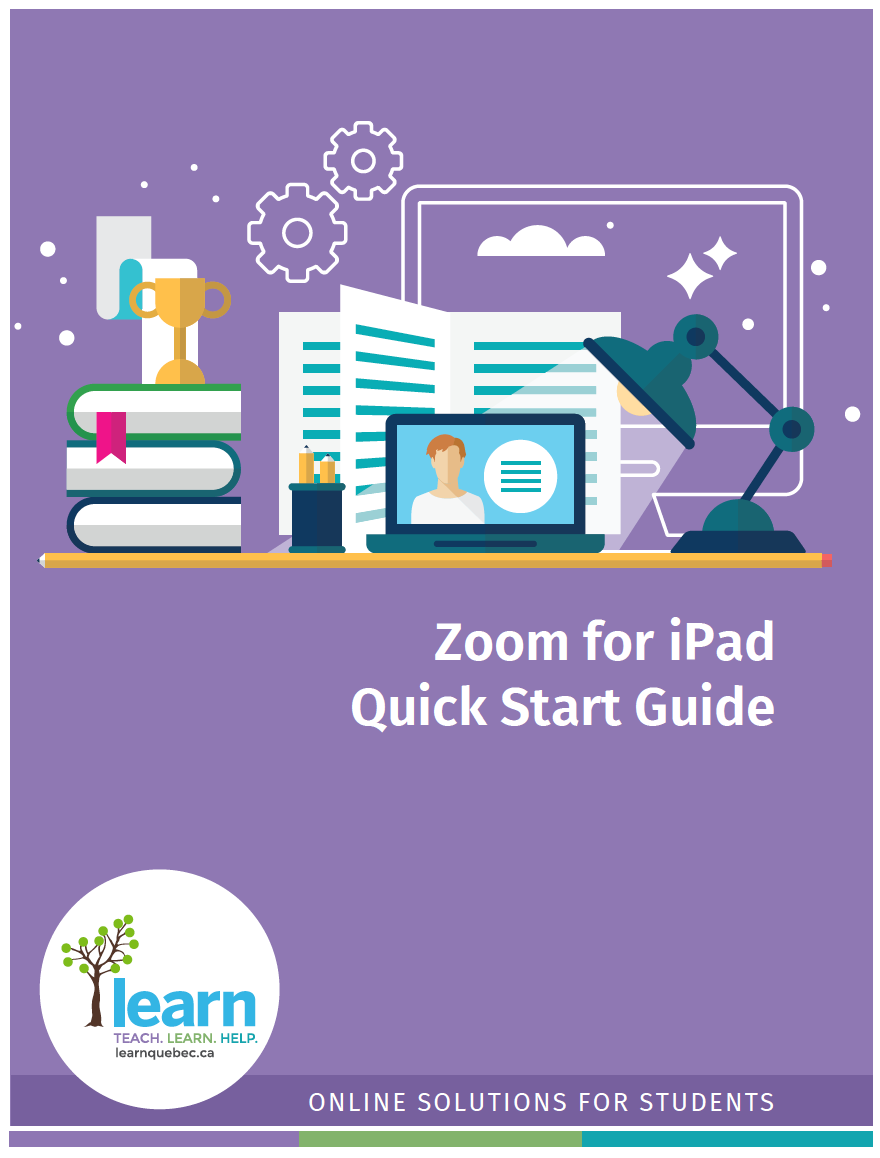 Zoom for iPad
Quick Start Guide
learn
TEACH. LEARN. HELP.
learnquebec.ca
ONLINE SOLUTIONS FOR STUDENTS